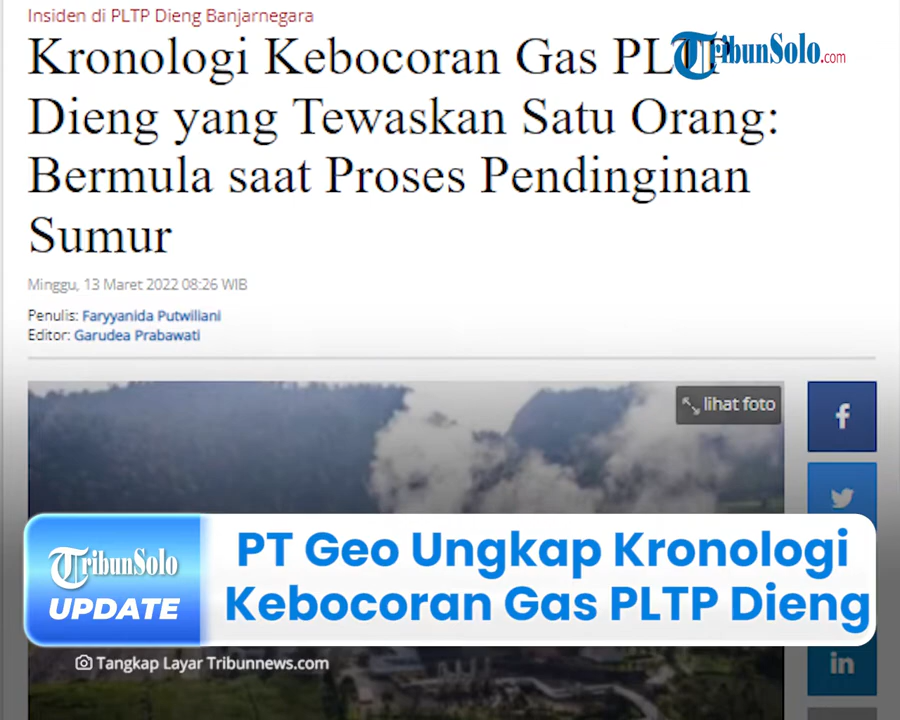 Insiden di PLTP Dieng Banjarnegara
Kronologi Kebocoran Gas PLTP
TribunSolo.com
Dieng yang Tewaskan Satu Orang:
Bermula saat Proses Pendinginan
Sumur
Minggu, 13 Maret 2022 08:26 WIB
Penulis: Faryyanida Putwiliani
Editor: Garudea Prabawati
lihat foto
f
TribunSolo
UPDATE
PT Geo Ungkap Kronologi
Kebocoran Gas PLTP Dieng
Tangkap Layar Tribunnews.com
in